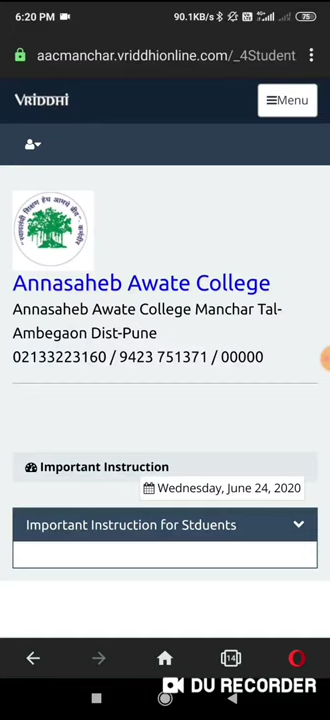 6:20 PM
90.1KB/s
4G+
75
aacmanchar.vriddhionline.com/_4Student
VRIDDHI
Menu
Annasaheb Awate College
Annasaheb Awate College Manchar Tal-
Ambegaon Dist-Pune
02133223160 / 9423 751371 / 00000
Important Instruction
Wednesday, June 24, 2020
Important Instruction for Stduents
14
DU RECORDER